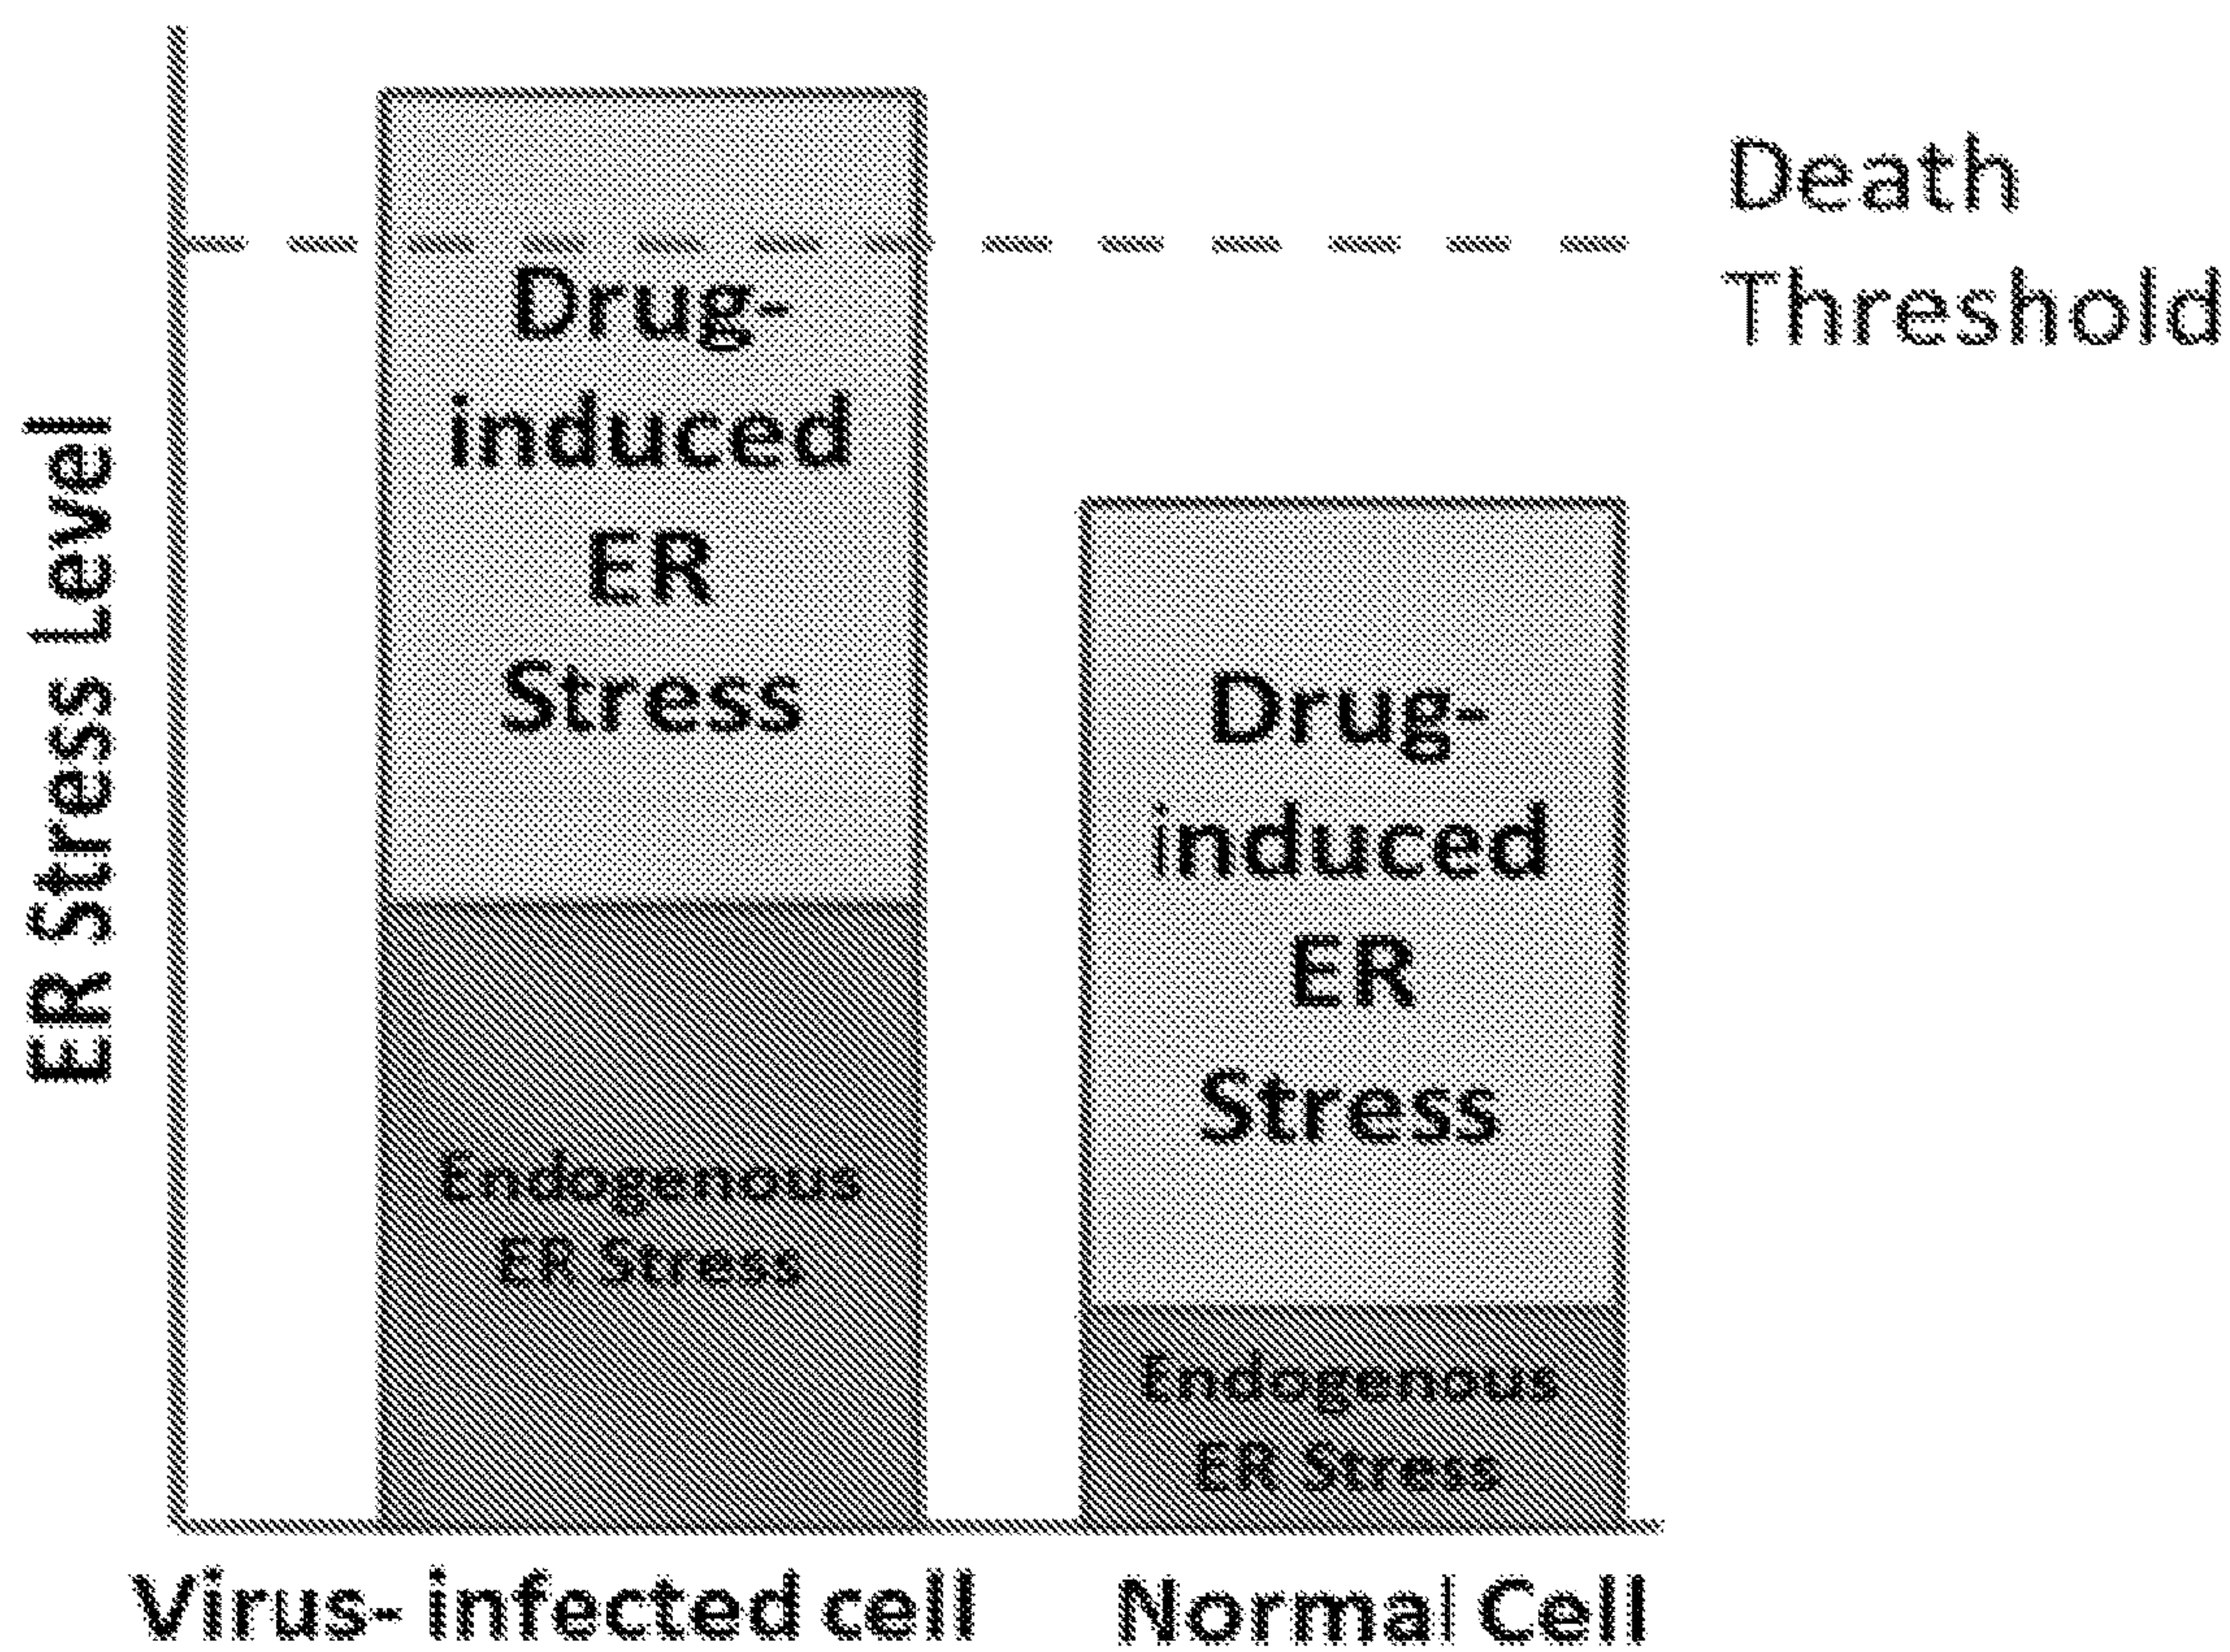 ER Stress Level
Death
Threshold
Drug-
induced
ER
Stress
Endogenous
ER Stress
Drug-
induced
ER
Stress
Endogenous
ER Stress
Virus- infected cell
Normal Cell